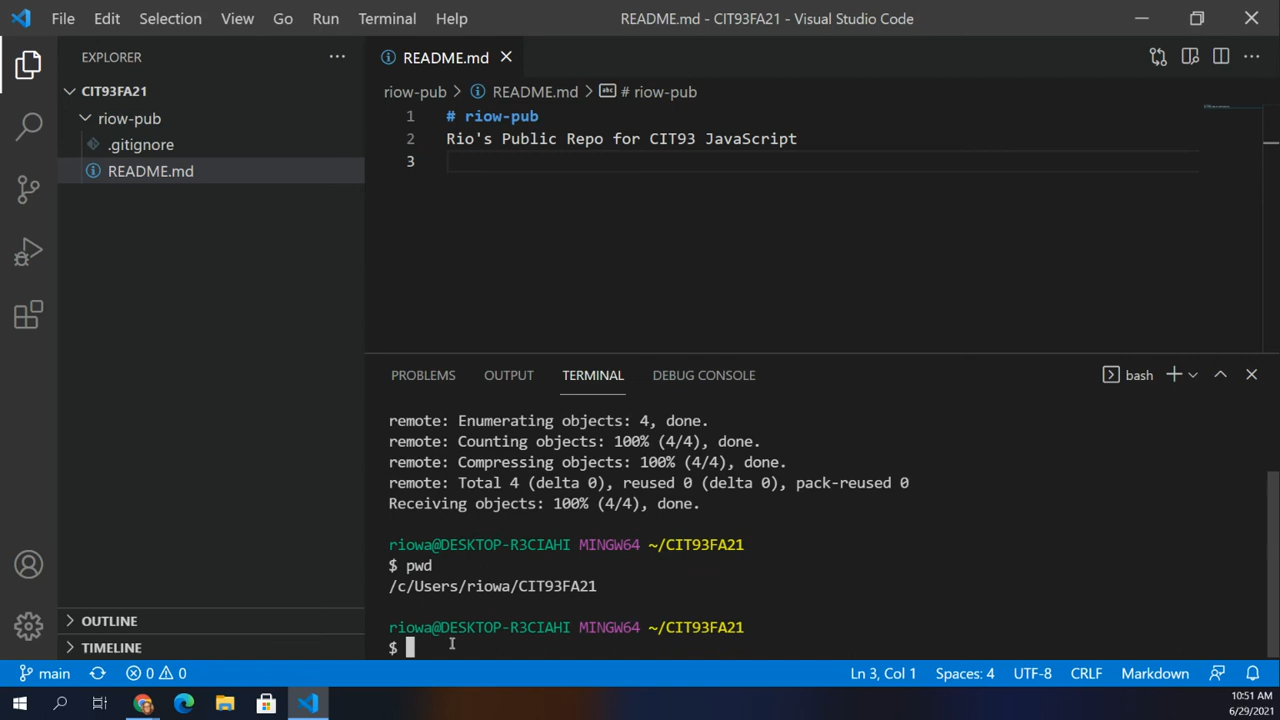 File Edit Selection View Go Run Terminal Help README.md - CIT93FA21 - Visual Studio Code
EXPLORER
CIT93FA21
riow-pub
.gitignore
README.md
OUTLINE
TIMELINE
README.md
riow-pub > README.md > # riow-pub
1 # riow-pub
2 Rio's Public Repo for CIT93 JavaScript
3
PROBLEMS OUTPUT TERMINAL DEBUG CONSOLE bash
remote: Enumerating objects: 4, done.
remote: Counting objects: 100% (4/4), done.
remote: Compressing objects: 100% (4/4), done.
remote: Total 4 (delta 0), reused 0 (delta 0), pack-reused 0
Receiving objects: 100% (4/4), done.
riowa@DESKTOP-R3CIAHI MINGW64 ~/CIT93FA21
$ pwd
/c/Users/riowa/CIT93FA21
riowa@DESKTOP-R3CIAHI MINGW64 ~/CIT93FA21
$
main 0 0 Ln 3, Col 1 Spaces: 4 UTF-8 CRLF Markdown
10:51 AM
6/29/2021